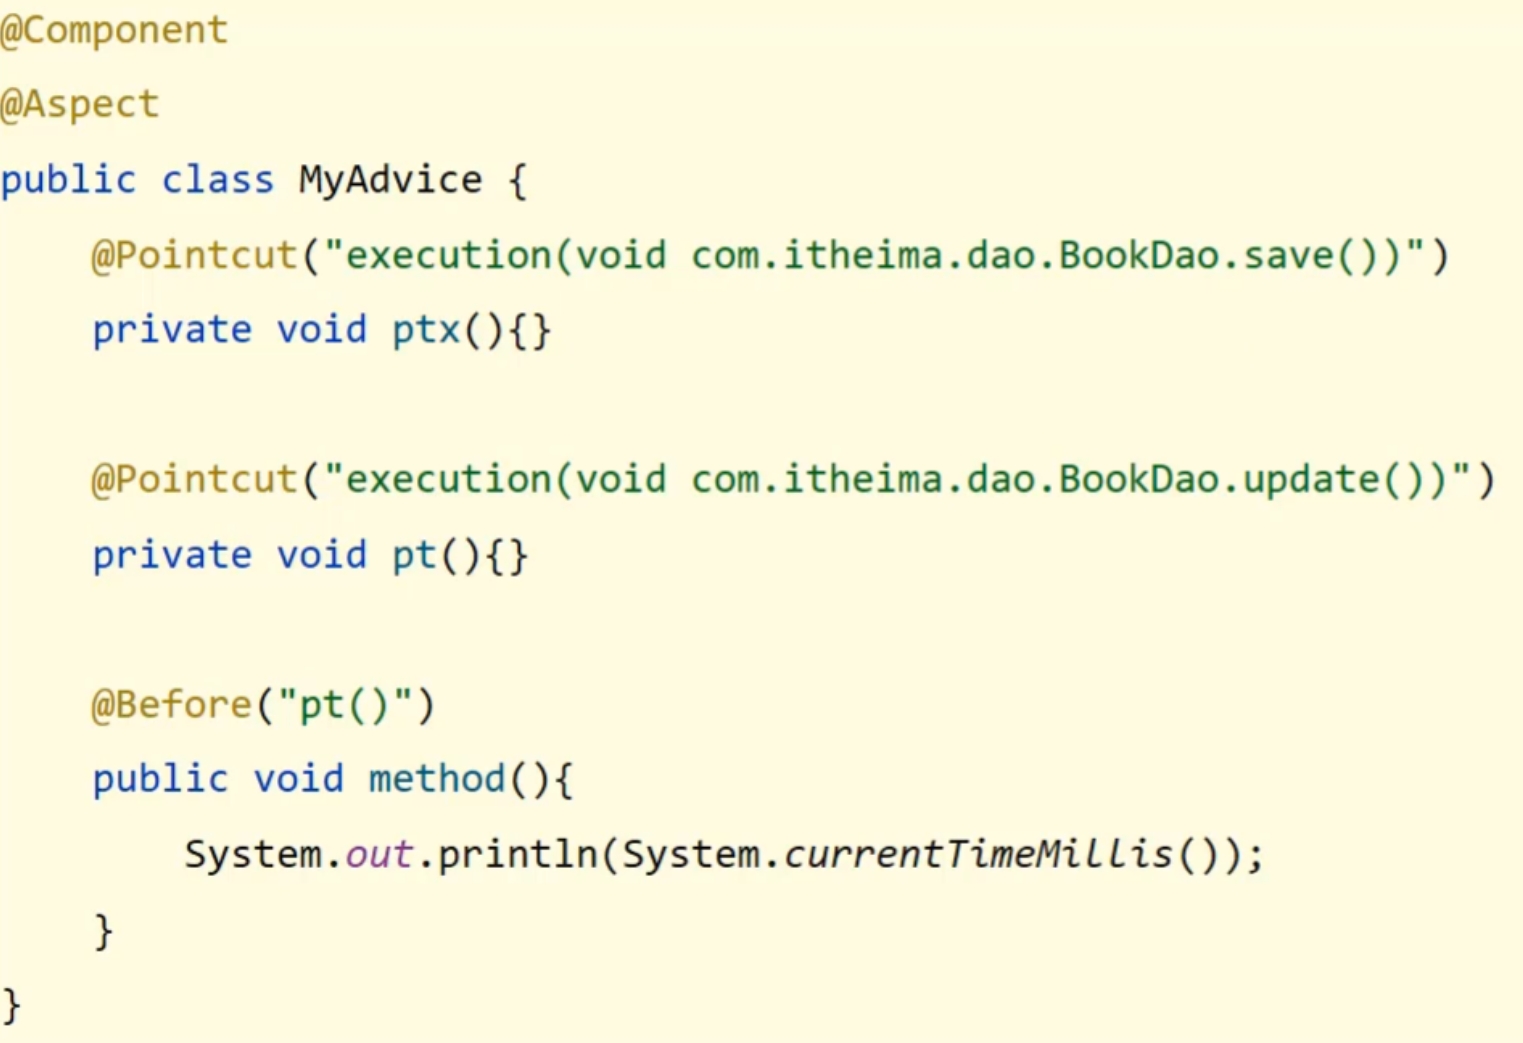 @Component
@Aspect
public class MyAdvice {
    @Pointcut("execution(void com.itheima.dao.BookDao.save())")
    private void ptx(){}
    @Pointcut("execution(void com.itheima.dao.BookDao.update())")
    private void pt(){}
    @Before("pt()")
    public void method(){
        System.out.println(System.currentTimeMillis());
    }
}